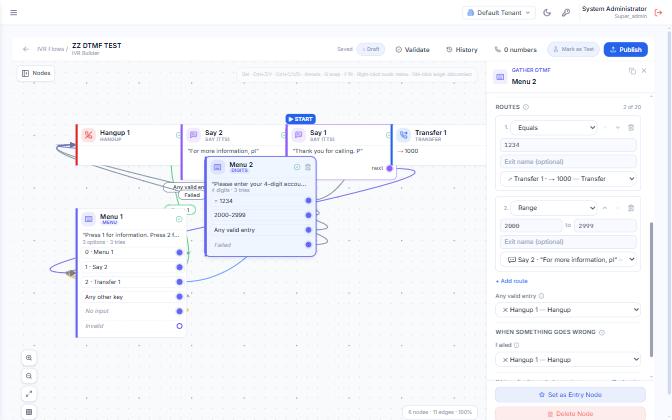 Default Tenant
System Administrator
Super_admin
IVR Flows / ZZ DTMF TEST
IVR Builder
Saved
Draft
Validate
History
0 numbers
Mark as Test
Publish
Nodes
START
Hangup 1
HANGUP
Say 2
SAY (TTS)
"For more information, pl"
Say 1
SAY (TTS)
"Thank you for calling. P"
next
Transfer 1
TRANSFER
→ 1000
Any valid en
Failed
1
Menu 2
DIGITS
"Please enter your 4-digit accou...
4 digits · 3 tries
= 1234
2000–2999
Any valid entry
Failed
Menu 1
MENU
"Press 1 for information. Press 2 f...
3 options · 3 tries
0 · Menu 1
1 · Say 2
2 · Transfer 1
Any other key
No input
Invalid
6 nodes · 11 edges · 100%
GATHER DTMF
Menu 2
ROUTES
2 of 20
1.
Equals
1234
Exit name (optional)
Transfer 1 · → 1000 — Transfer
2.
Range
2000 to 2999
Exit name (optional)
Say 2 · "For more information, pl" -
+ Add route
Any valid entry
Hangup 1 — Hangup
WHEN SOMETHING GOES WRONG
Failed
Hangup 1 — Hangup
Set as Entry Node
Delete Node